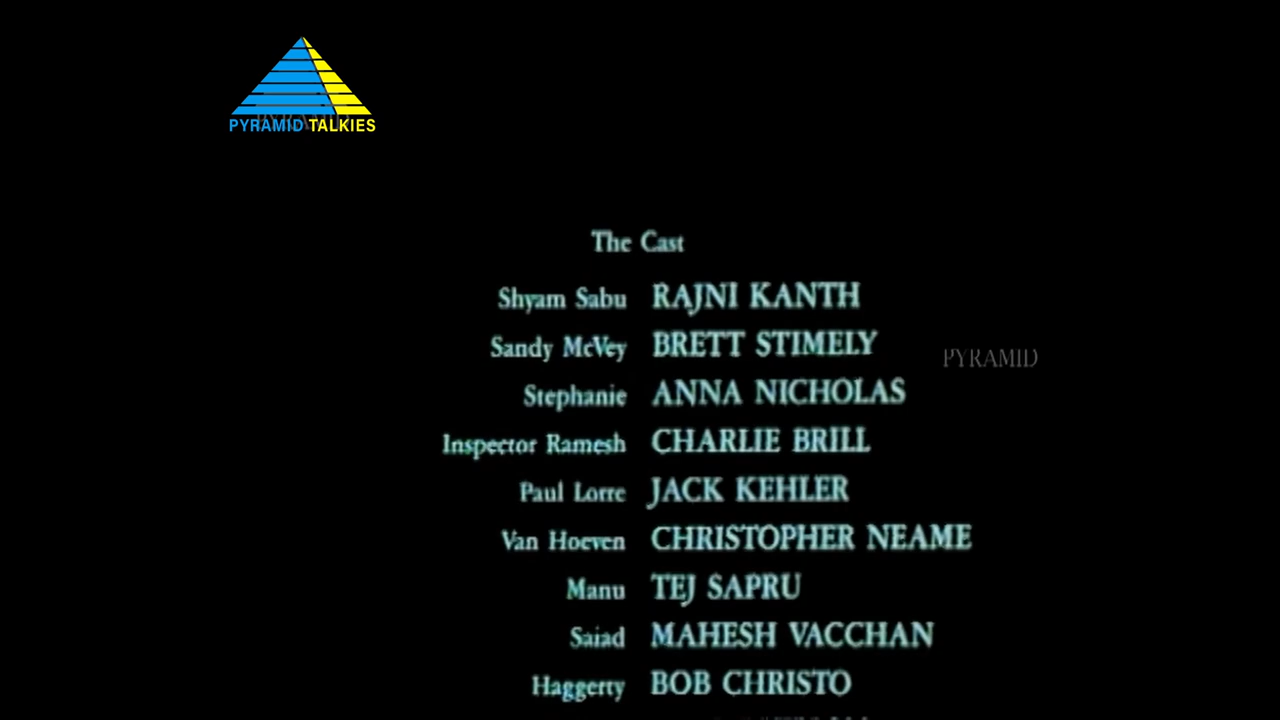 PYRAMID TALKIES
The Cast
Shyam Sabu RAJNI KANTH
Sandy McVey BRETT STIMELY
PYRAMID
Stephanie ANNA NICHOLAS
Inspector Ramesh CHARLIE BRILL
Paul Lorre JACK KEHLER
Van Hoeven CHRISTOPHER NEAME
Manu TEJ SAPRU
Saiad MAHESH VACCHAN
Haggerty BOB CHRISTO